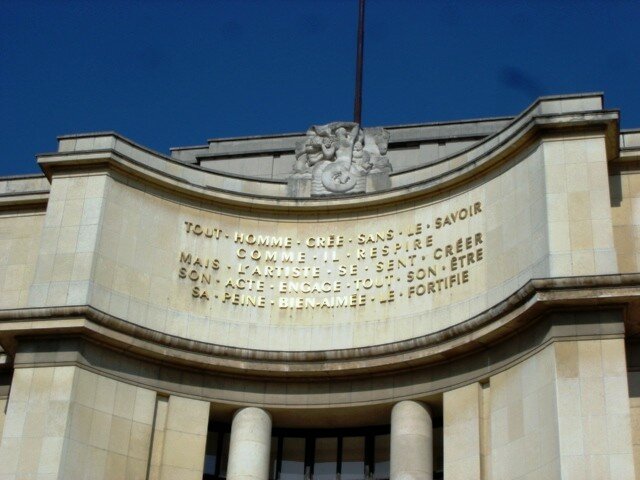 TOUT · HOMME · CRÉE · SANS · LE · SAVOIR
COMME · IL · RESPIRE
MAIS · L'ARTISTE · SE · SENT · CRÉER
SON · ACTE · ENGAGE · TOUT · SON · ÊTRE
SA · PEINE · BIEN-AIMÉE · LE · FORTIFIE